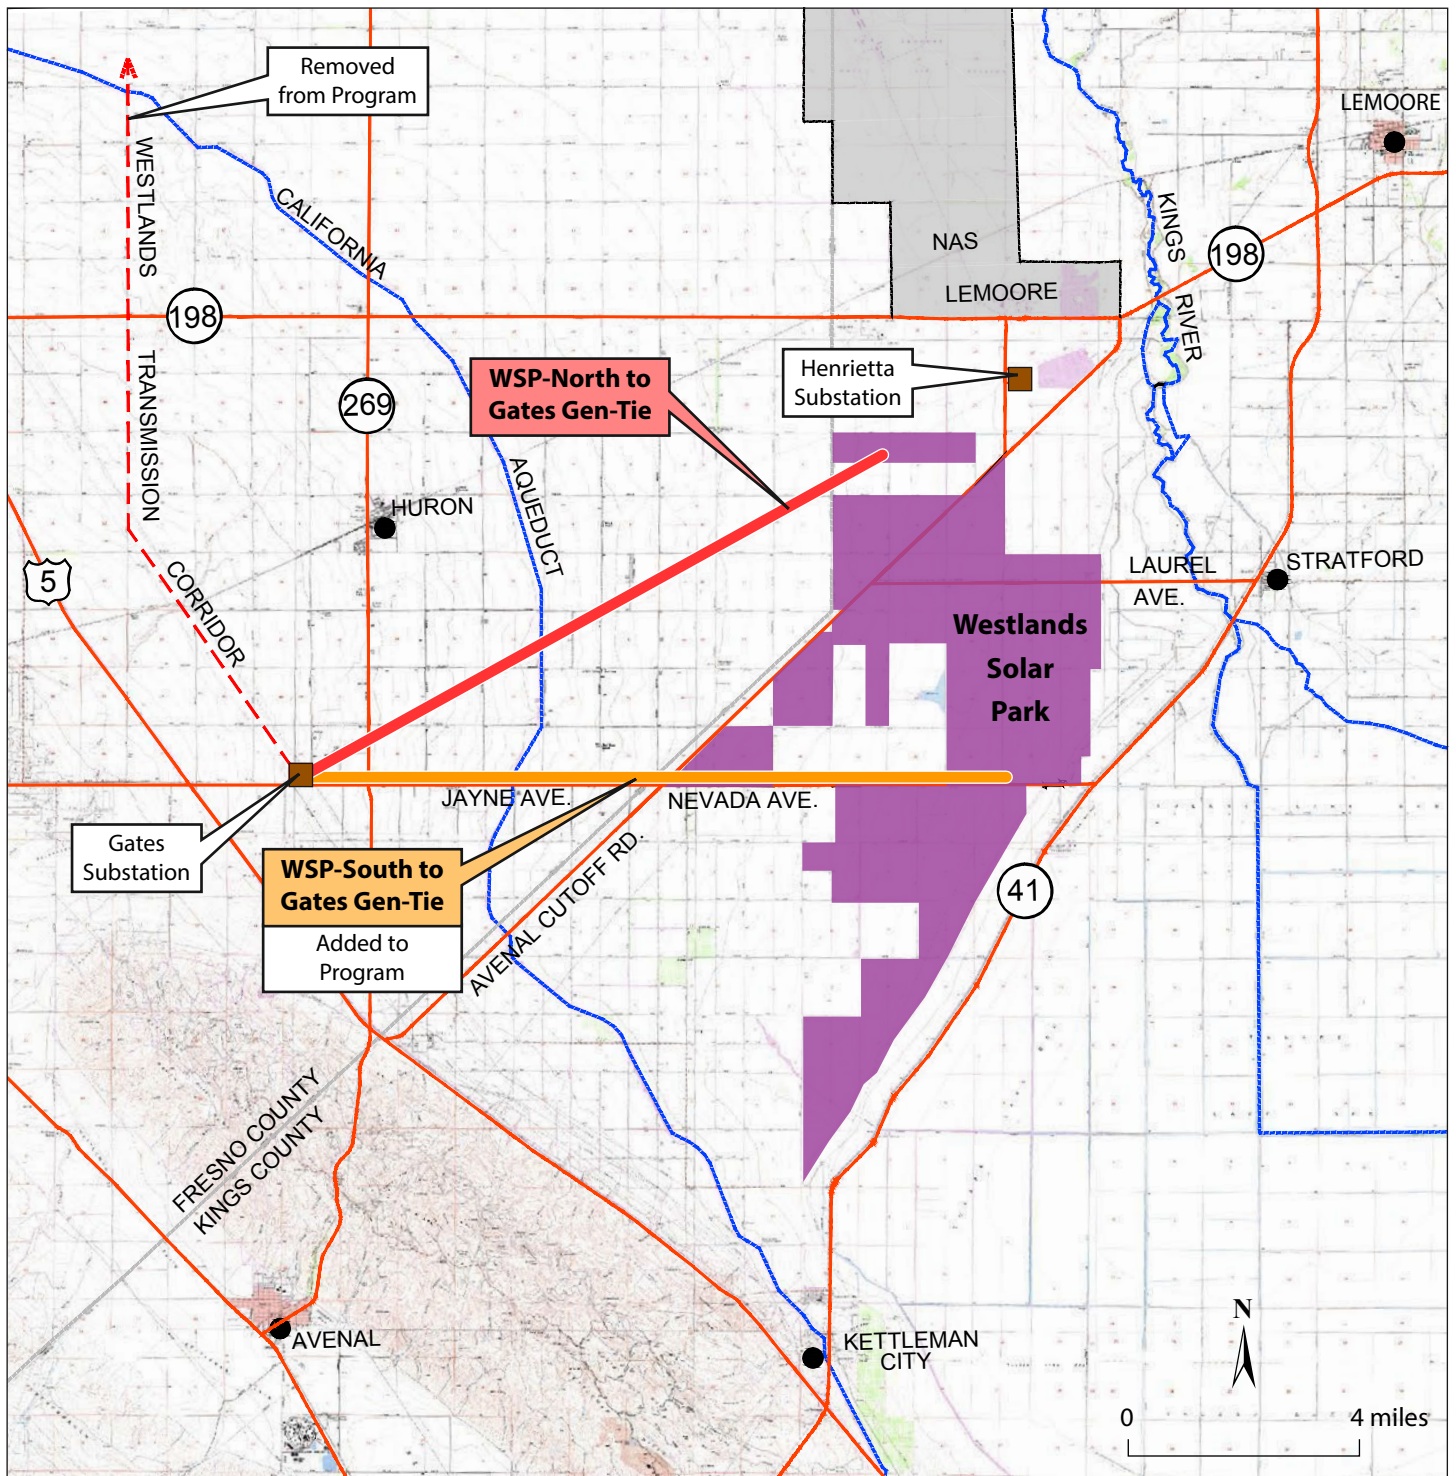 Removed
from Program
LEMOORE
WESTLANDS
CALIFORNIA
KINGS
NAS
198
LEMOORE
RIVER
198
TRANSMISSION
WSP-North to
Gates Gen-Tie
Henrietta
Substation
269
AQUEDUCT
HURON
5
CORRIDOR
LAUREL
AVE.
STRATFORD
Westlands
Solar
Park
JAYNE AVE.
NEVADA AVE.
Gates
Substation
WSP-South to
Gates Gen-Tie
Added to
Program
AVENAL CUTOFF RD.
41
FRESNO COUNTY
KINGS COUNTY
AVENAL
KETTLEMAN
CITY
N
0
4 miles